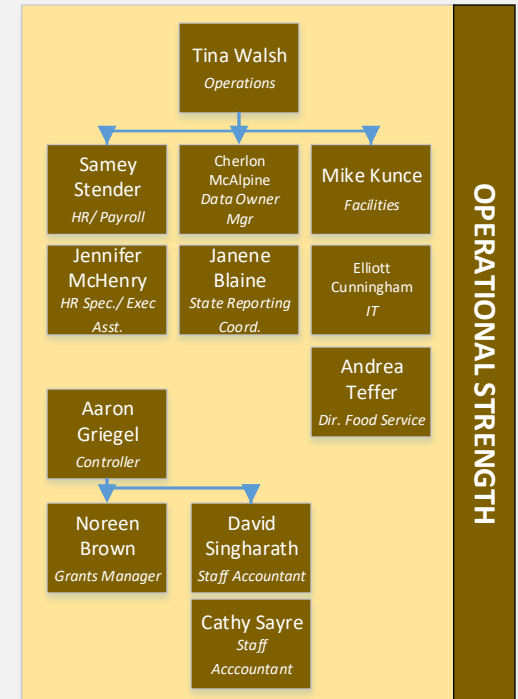 Tina Walsh
Operations
Samey
Stender
HR/ Payroll
Cherlon
McAlpine
Data Owner
Mgr
Mike Kunce
Facilities
Jennifer
McHenry
HR Spec./ Exec
Asst.
Janene
Blaine
State Reporting
Coord.
Elliott
Cunningham
IT
Andrea
Teffer
Dir. Food Service
Aaron
Griegel
Controller
Noreen
Brown
Grants Manager
David
Singharath
Staff Accountant
Cathy Sayre
Staff
Acccountant
OPERATIONAL STRENGTH